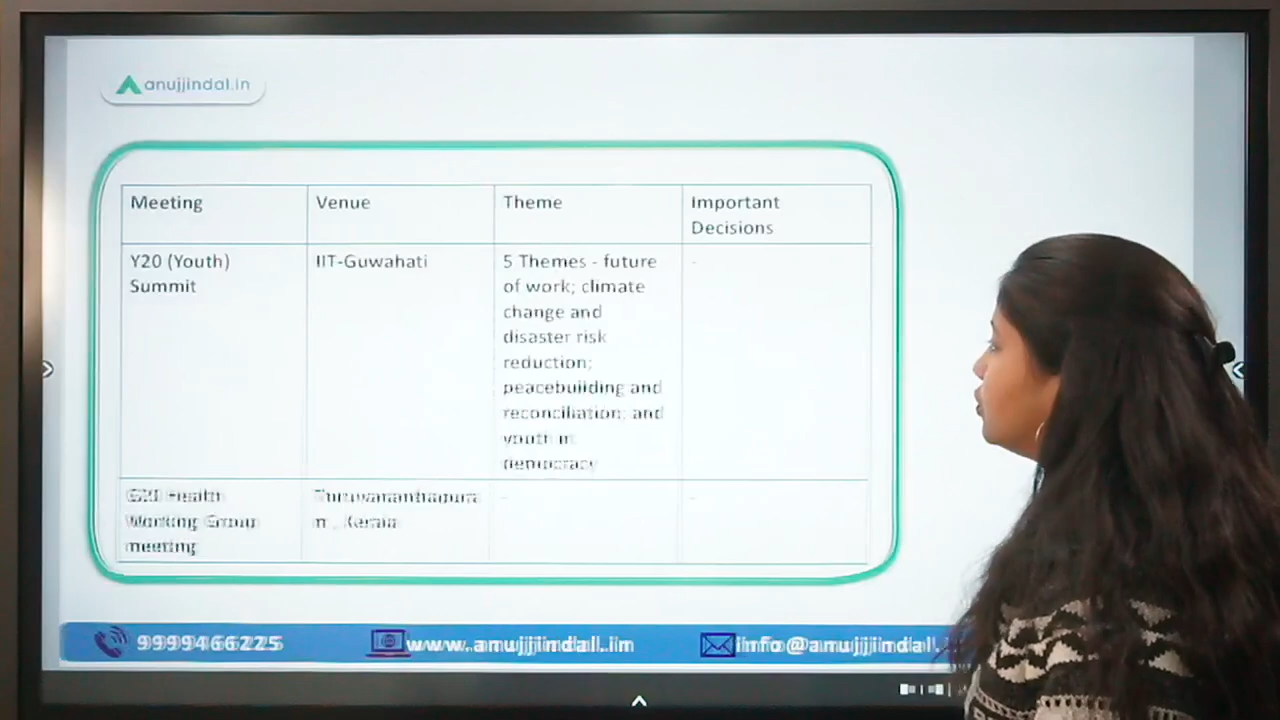 anujjindal.in
Meeting
Venue
Theme
Important
Decisions
Y20 (Youth)
Summit
IIT-Guwahati
5 Themes - future
of work; climate
change and
disaster risk
reduction;
peacebuilding and
reconciliation; and
youth in
democracy
-
G20 Health
Working Group
meeting
Thiruvananthapura
m , Kerala
-
-
9999466225
www.anujjindal.in
info@anujjindal.